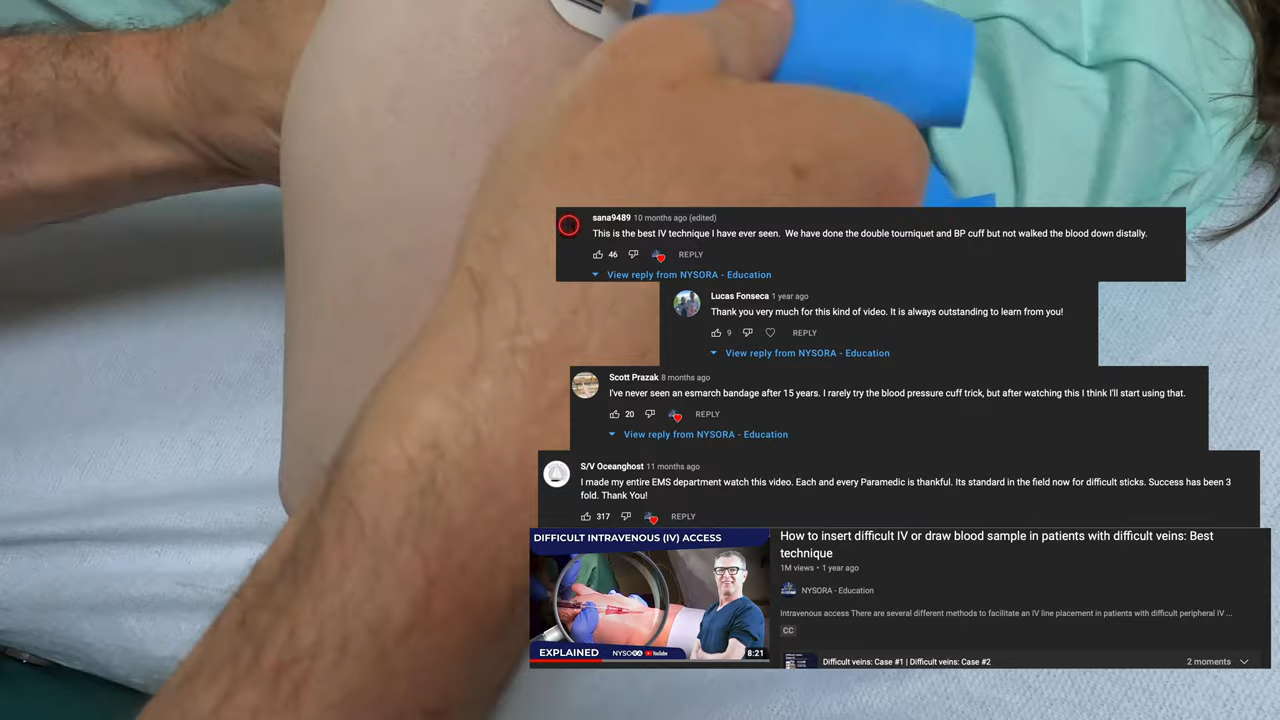 sana9489 10 months ago (edited)
This is the best IV technique I have ever seen. We have done the double tourniquet and BP cuff but not walked the blood down distally.
46 REPLY
View reply from NYSORA - Education
Lucas Fonseca 1 year ago
Thank you very much for this kind of video. It is always outstanding to learn from you!
9 REPLY
View reply from NYSORA - Education
Scott Prazak 8 months ago
I've never seen an esmarch bandage after 15 years. I rarely try the blood pressure cuff trick, but after watching this I think I'll start using that.
20 REPLY
View reply from NYSORA - Education
S/V Oceanghost 11 months ago
I made my entire EMS department watch this video. Each and every Paramedic is thankful. Its standard in the field now for difficult sticks. Success has been 3
fold. Thank You!
317 REPLY
DIFFICULT INTRAVENOUS (IV) ACCESS
EXPLAINED NYSORA YouTube 8:21
How to insert difficult IV or draw blood sample in patients with difficult veins: Best
technique
1M views • 1 year ago
NYSORA - Education
Intravenous access There are several different methods to facilitate an IV line placement in patients with difficult peripheral IV ...
CC
Difficult veins: Case #1 | Difficult veins: Case #2 2 moments